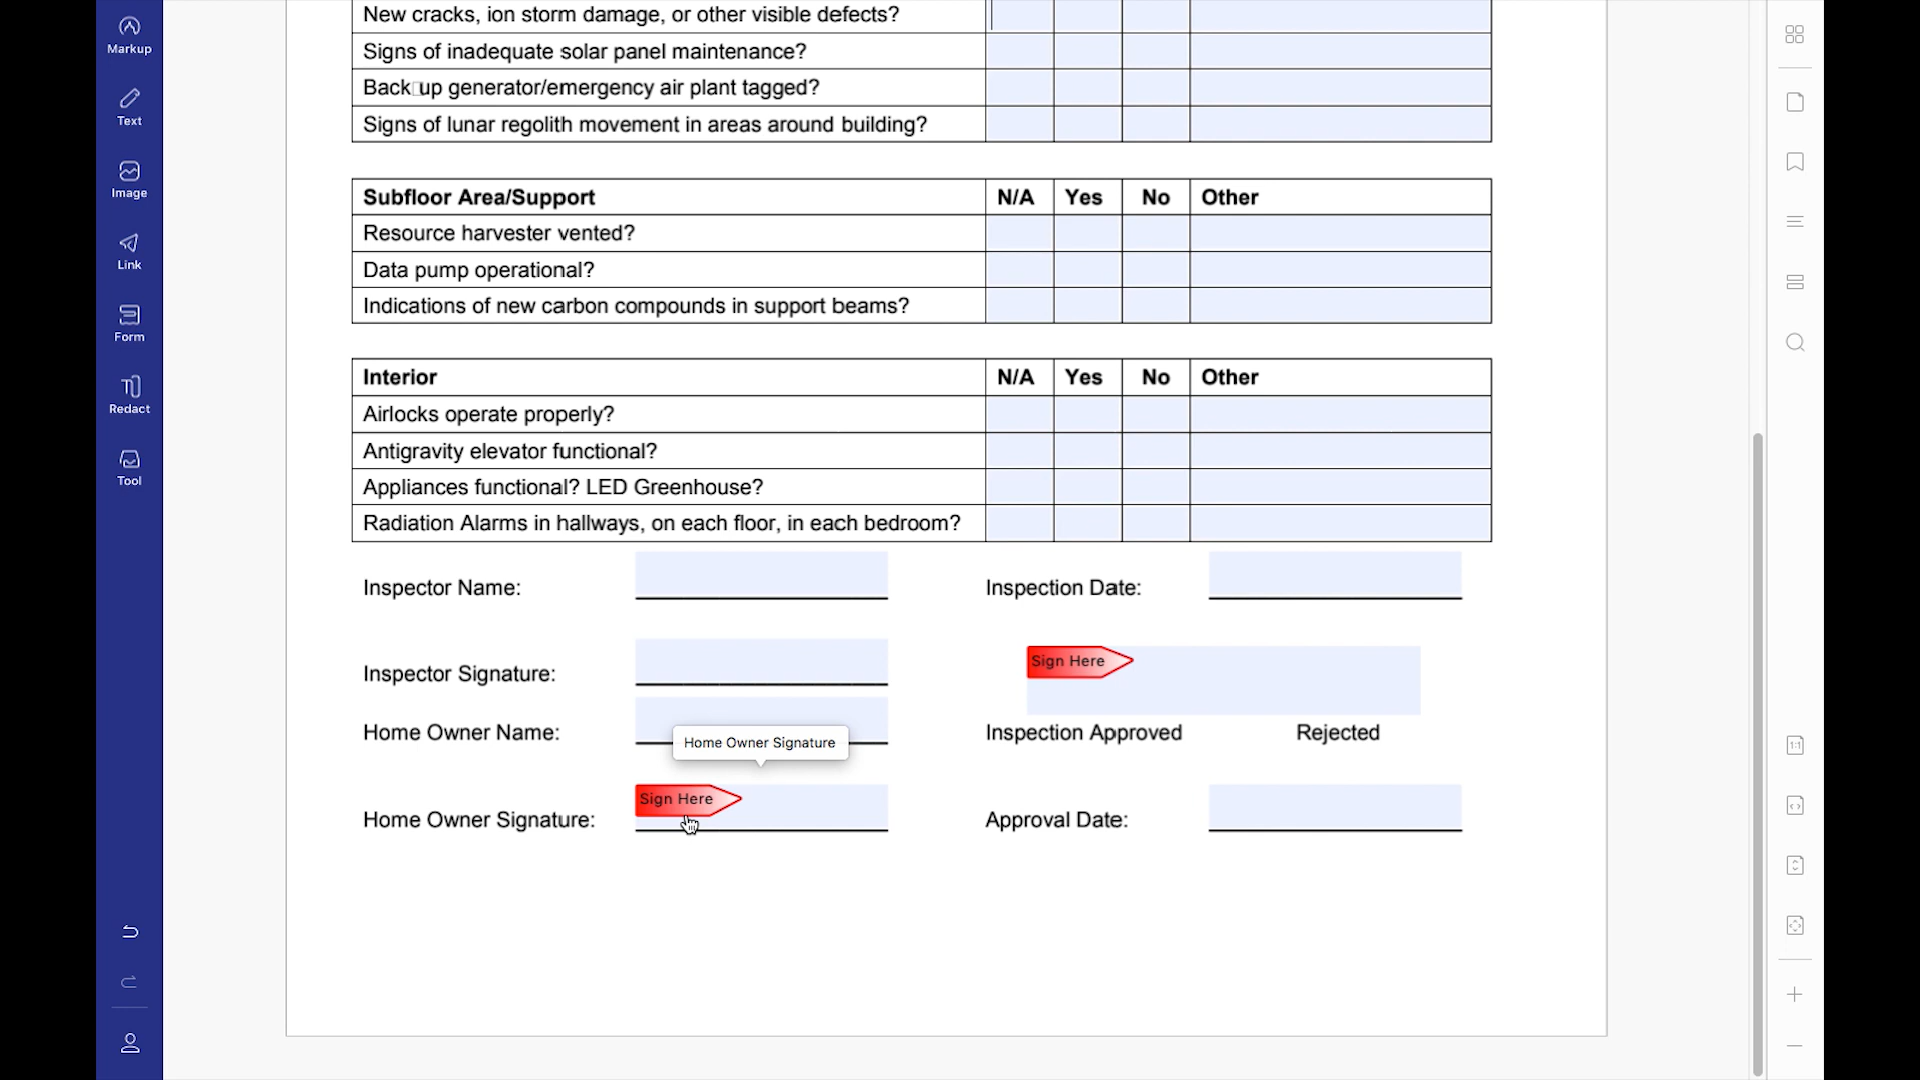 Markup
Text
Image
Link
Form
Redact
Tool
New cracks, ion storm damage, or other visible defects?
Signs of inadequate solar panel maintenance?
Back□up generator/emergency air plant tagged?
Signs of lunar regolith movement in areas around building?
Subfloor Area/Support N/A Yes No Other
Resource harvester vented?
Data pump operational?
Indications of new carbon compounds in support beams?
Interior N/A Yes No Other
Airlocks operate properly?
Antigravity elevator functional?
Appliances functional? LED Greenhouse?
Radiation Alarms in hallways, on each floor, in each bedroom?
Inspector Name: Inspection Date:
Inspector Signature: Sign Here
Home Owner Name: Inspection Approved Rejected
Home Owner Signature
Home Owner Signature: Sign Here Approval Date:
1:1